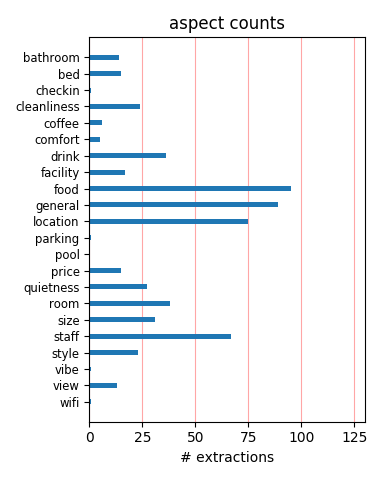 aspect counts
bathroom
bed
checkin
cleanliness
coffee
comfort
drink
facility
food
general
location
parking
pool
price
quietness
room
size
staff
style
vibe
view
wifi
0 25 50 75 100 125
# extractions